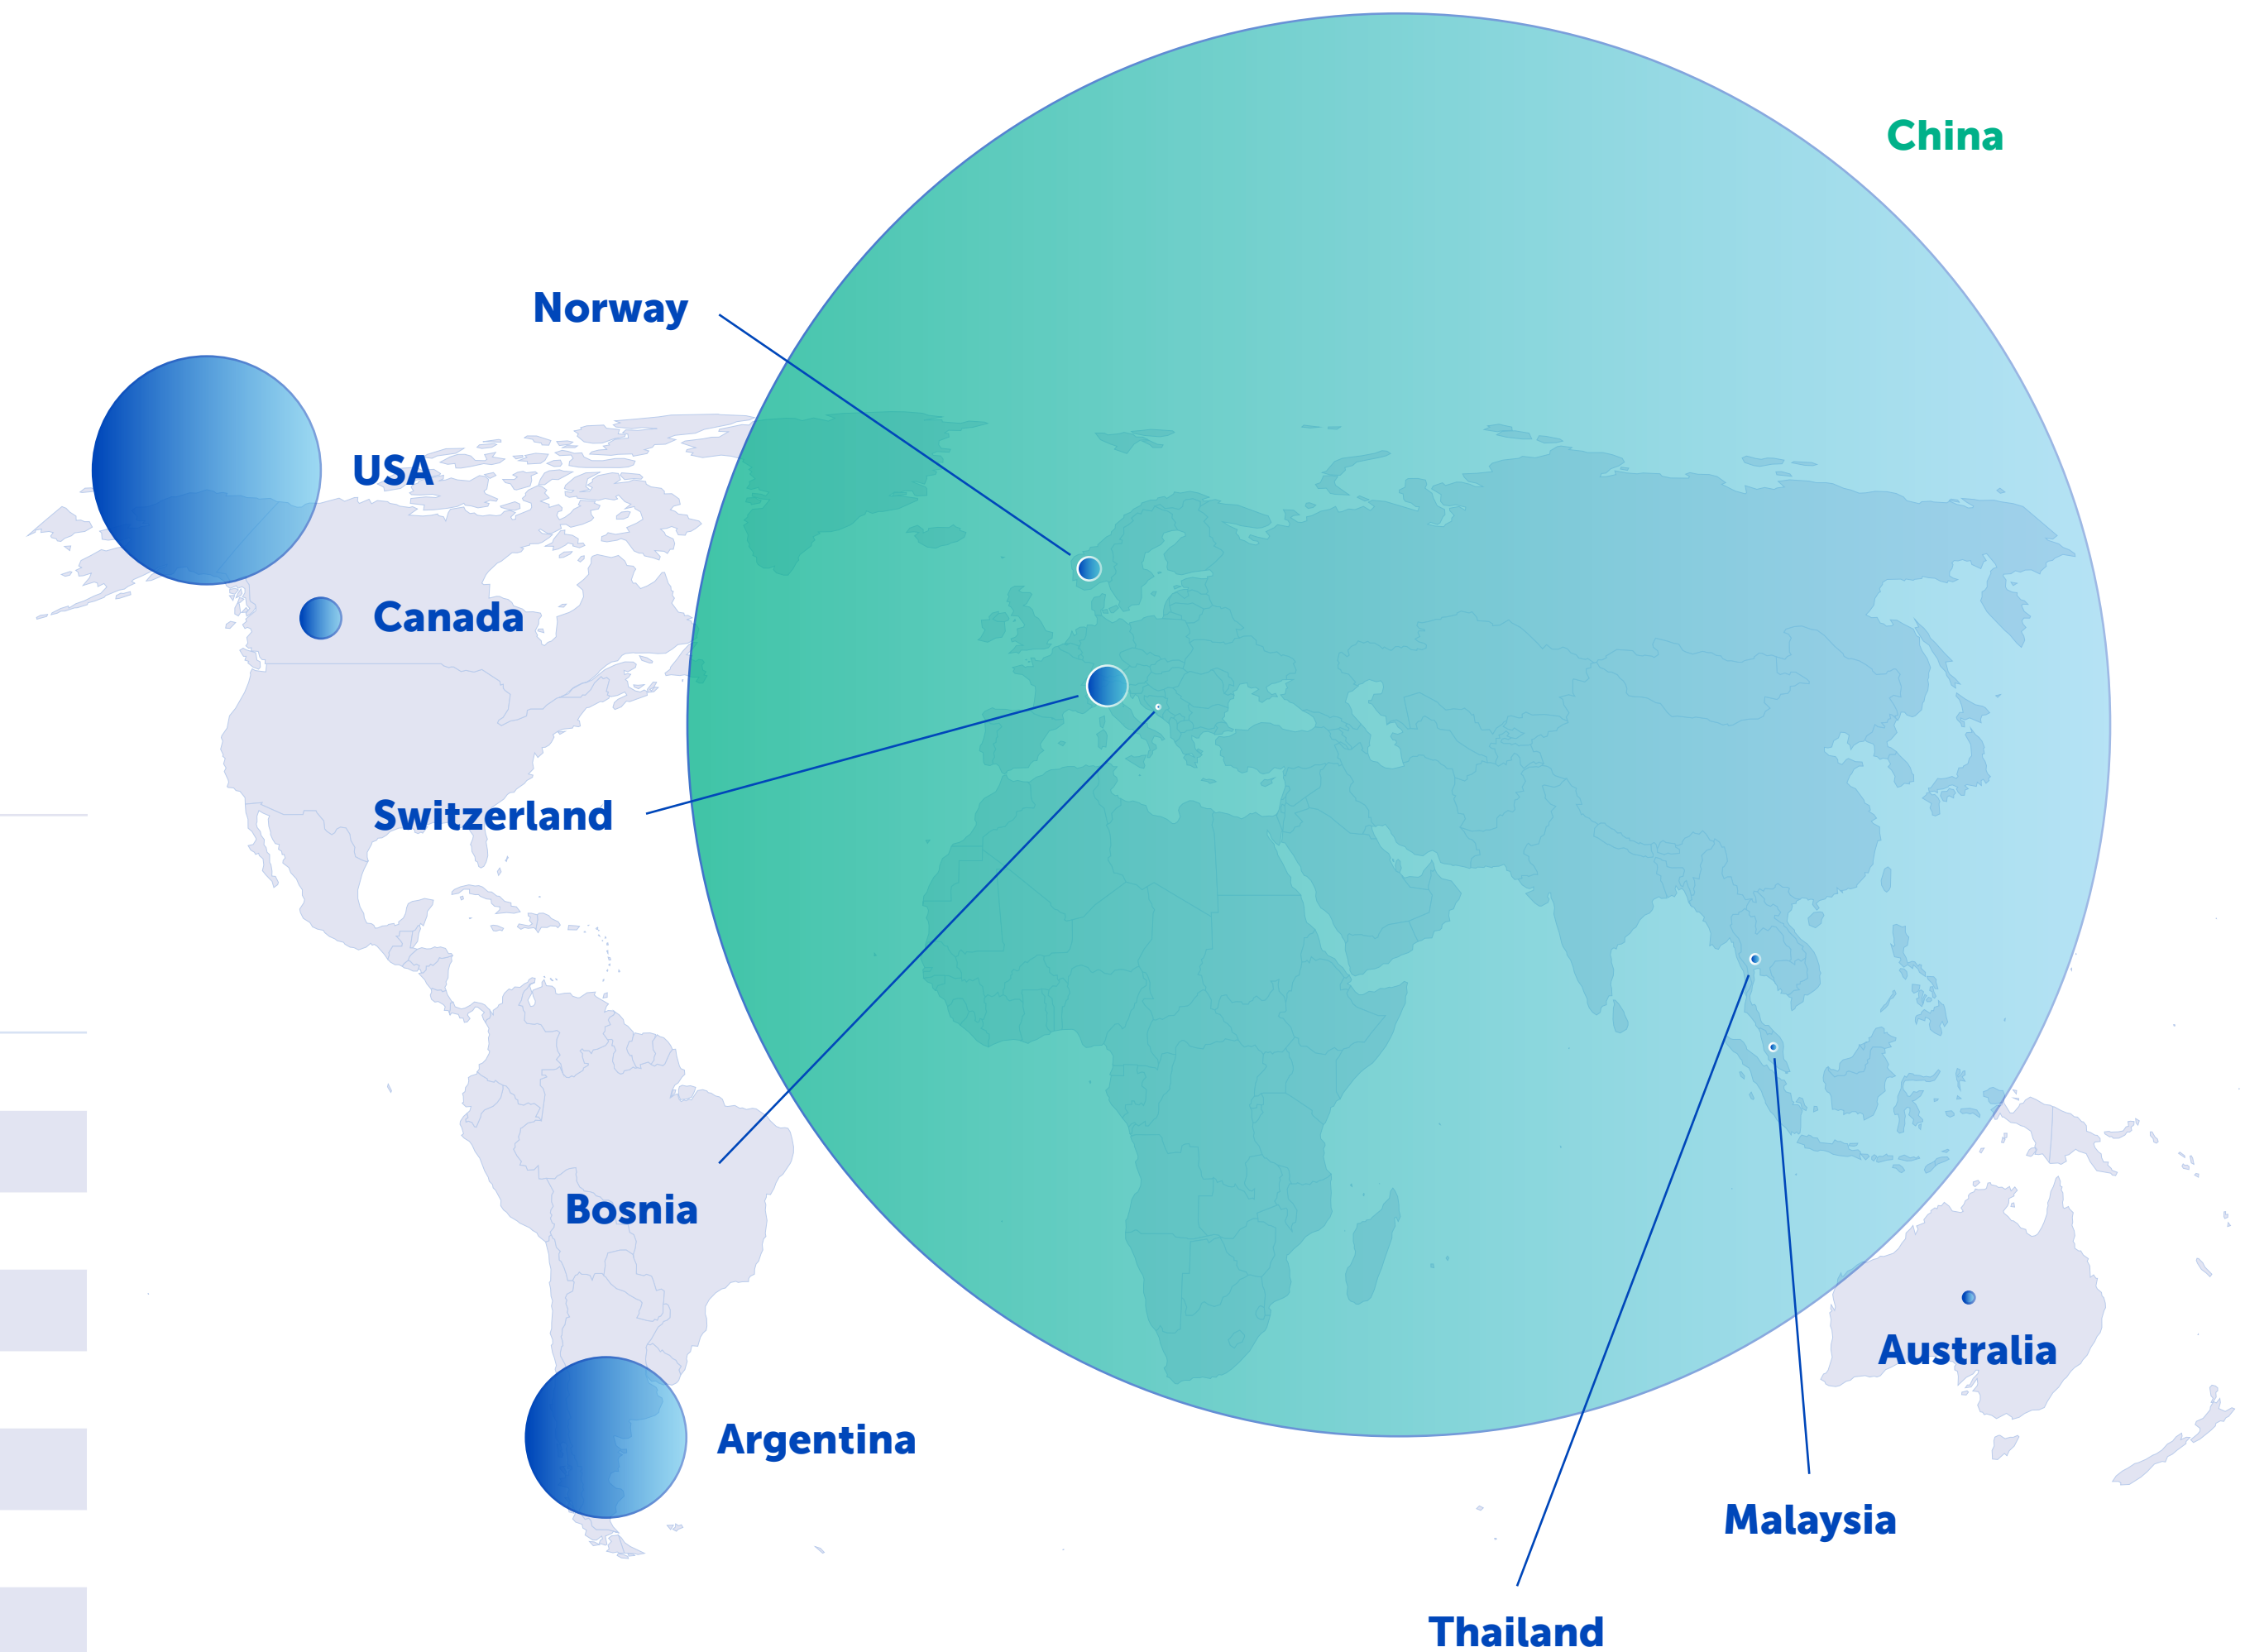 China
Norway
USA
Canada
Switzerland
Bosnia
Australia
Argentina
Malaysia
Thailand